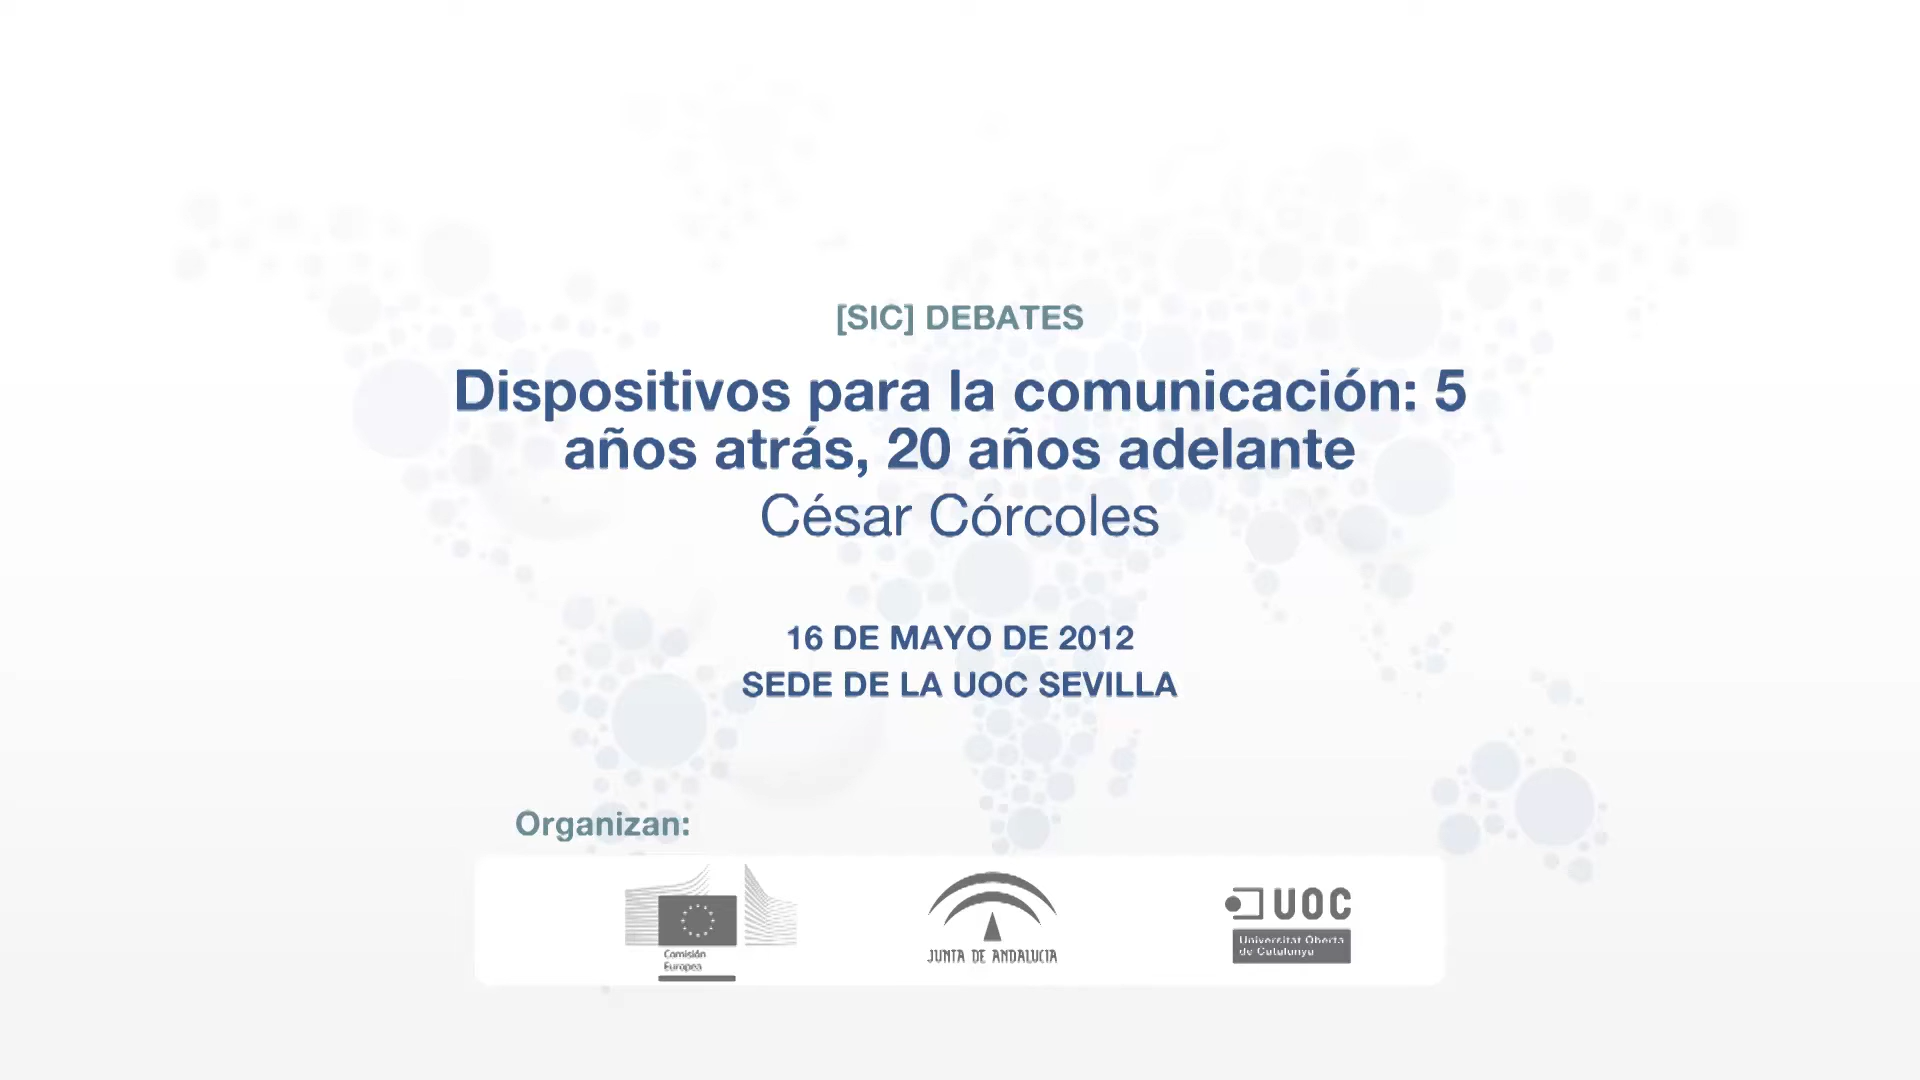 [SIC] DEBATES
Dispositivos para la comunicación: 5
años atrás, 20 años adelante
César Córcoles
16 DE MAYO DE 2012
SEDE DE LA UOC SEVILLA
Organizan:
Comisión
Europea
JUNTA DE ANDALUCIA
UOC
Universitat Oberta
de Catalunya